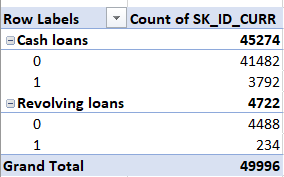 Row Labels Count of SK_ID_CURR
Cash loans 45274
0 41482
1 3792
Revolving loans 4722
0 4488
1 234
Grand Total 49996